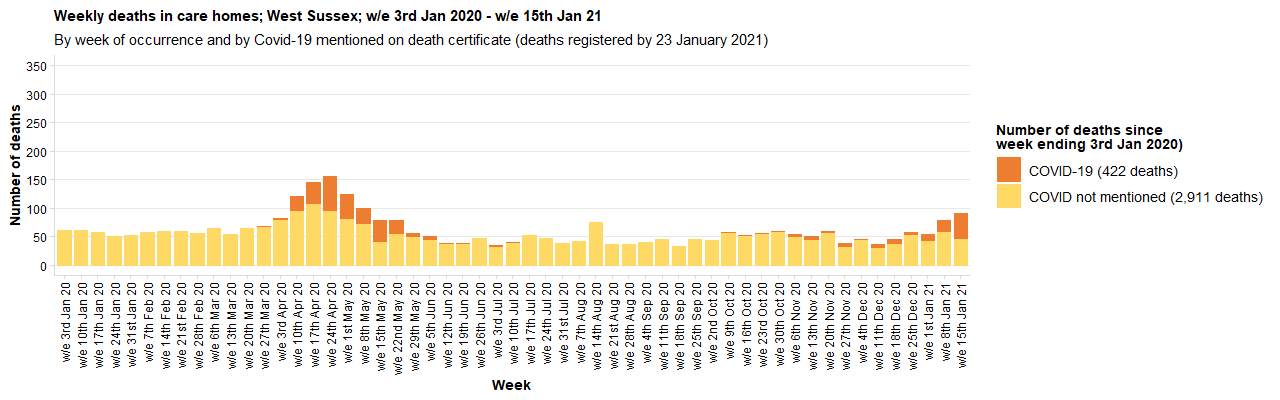 Weekly deaths in care homes; West Sussex; w/e 3rd Jan 2020 - w/e 15th Jan 21
By week of occurrence and by Covid-19 mentioned on death certificate (deaths registered by 23 January 2021)
Number of deaths
350
300
250
200
150
100
50
0
w/e 3rd Jan 20
w/e 10th Jan 20
w/e 17th Jan 20
w/e 24th Jan 20
w/e 31st Jan 20
w/e 7th Feb 20
w/e 14th Feb 20
w/e 21st Feb 20
w/e 28th Feb 20
w/e 6th Mar 20
w/e 13th Mar 20
w/e 20th Mar 20
w/e 27th Mar 20
w/e 3rd Apr 20
w/e 10th Apr 20
w/e 17th Apr 20
w/e 24th Apr 20
w/e 1st May 20
w/e 8th May 20
w/e 15th May 20
w/e 22nd May 20
w/e 29th May 20
w/e 5th Jun 20
w/e 12th Jun 20
w/e 19th Jun 20
w/e 26th Jun 20
w/e 3rd Jul 20
w/e 10th Jul 20
w/e 17th Jul 20
w/e 24th Jul 20
w/e 31st Jul 20
w/e 7th Aug 20
w/e 14th Aug 20
w/e 21st Aug 20
w/e 28th Aug 20
w/e 4th Sep 20
w/e 11th Sep 20
w/e 18th Sep 20
w/e 25th Sep 20
w/e 2nd Oct 20
w/e 9th Oct 20
w/e 16th Oct 20
w/e 23rd Oct 20
w/e 30th Oct 20
w/e 6th Nov 20
w/e 13th Nov 20
w/e 20th Nov 20
w/e 27th Nov 20
w/e 4th Dec 20
w/e 11th Dec 20
w/e 18th Dec 20
w/e 25th Dec 20
w/e 1st Jan 21
w/e 8th Jan 21
w/e 15th Jan 21
Week
Number of deaths since
week ending 3rd Jan 2020)
COVID-19 (422 deaths)
COVID not mentioned (2,911 deaths)